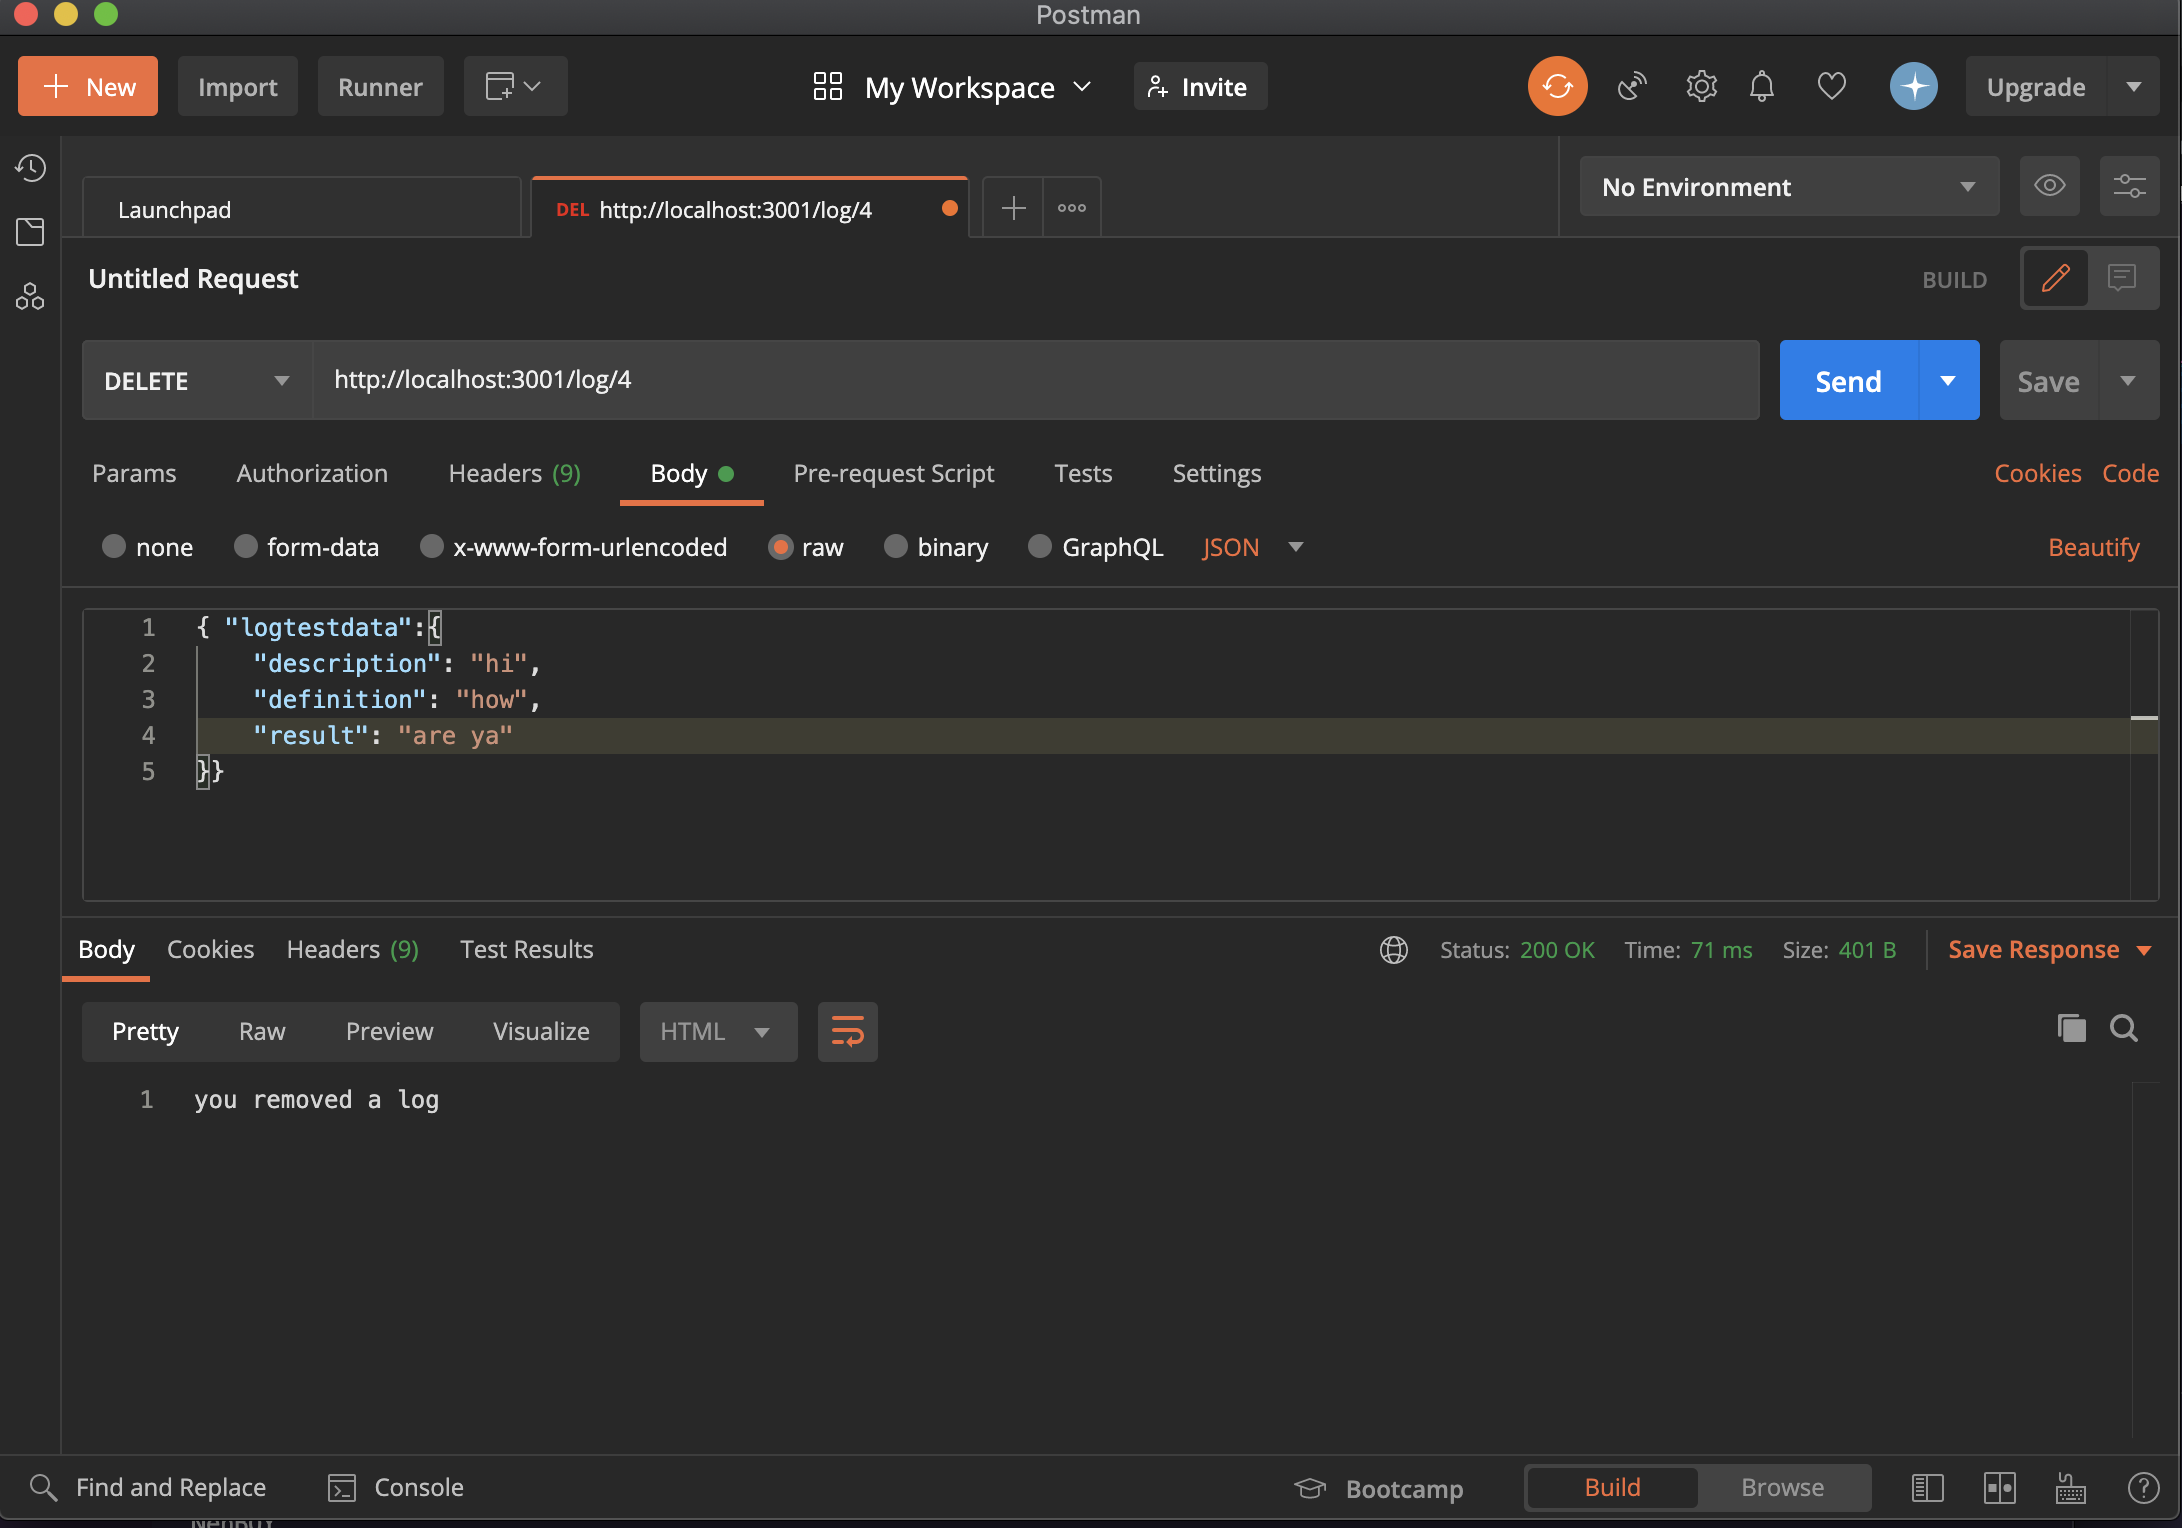 Postman
New Import Runner My Workspace Invite Upgrade
Launchpad DEL http://localhost:3001/log/4 No Environment
Untitled Request BUILD
DELETE http://localhost:3001/log/4 Send Save
Params Authorization Headers (9) Body Pre-request Script Tests Settings Cookies Code
none form-data x-www-form-urlencoded raw binary GraphQL JSON Beautify
1 { "logtestdata":{
2 "description": "hi",
3 "definition": "how",
4 "result": "are ya"
5 }}
Body Cookies Headers (9) Test Results Status: 200 OK Time: 71 ms Size: 401 B Save Response
Pretty Raw Preview Visualize HTML
1 you removed a log
Find and Replace Console Bootcamp Build Browse